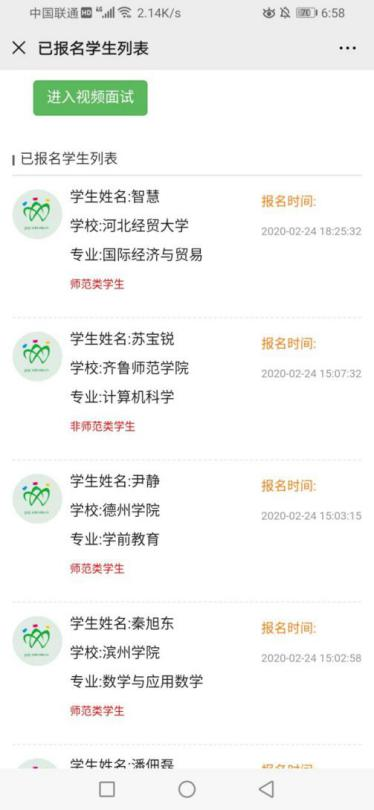 中国联通 HD 2.14K/s 70 6:58
已报名学生列表
进入视频面试
已报名学生列表
学生姓名:智慧
报名时间:
学校:河北经贸大学
2020-02-24 18:25:32
专业:国际经济与贸易
师范类学生
学生姓名:苏宝锐
报名时间:
学校:齐鲁师范学院
2020-02-24 15:07:32
专业:计算机科学
非师范类学生
学生姓名:尹静
报名时间:
学校:德州学院
2020-02-24 15:03:15
专业:学前教育
师范类学生
学生姓名:秦旭东
报名时间:
学校:滨州学院
2020-02-24 15:02:58
专业:数学与应用数学
师范类学生
学生姓名:潘佃磊
报名时间: